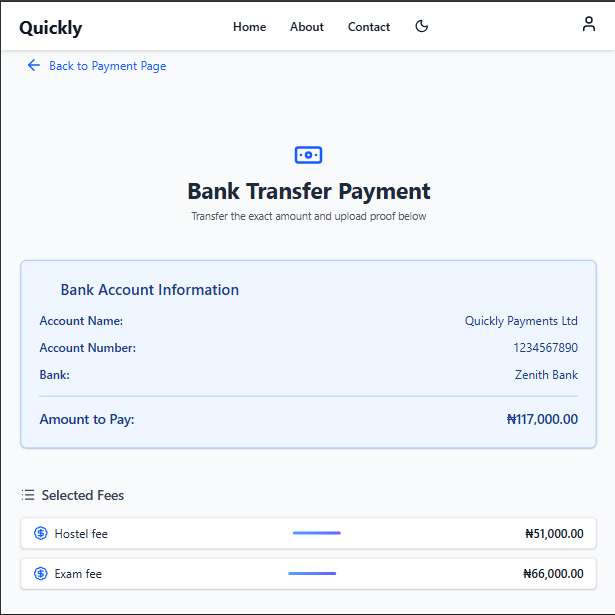 Quickly Home About Contact
Back to Payment Page
Bank Transfer Payment
Transfer the exact amount and upload proof below
Bank Account Information
Account Name: Quickly Payments Ltd
Account Number: 1234567890
Bank: Zenith Bank
Amount to Pay: ₦117,000.00
Selected Fees
Hostel fee ₦51,000.00
Exam fee ₦66,000.00